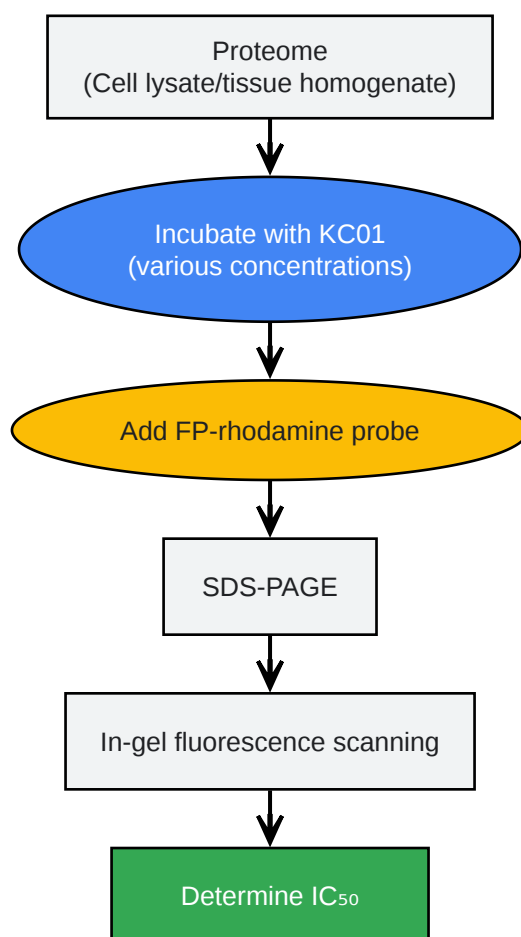 Proteome
(Cell lysate/tissue homogenate)
Incubate with KC01
(various concentrations)
Add FP-rhodamine probe
SDS-PAGE
In-gel fluorescence scanning
Determine IC₅₀